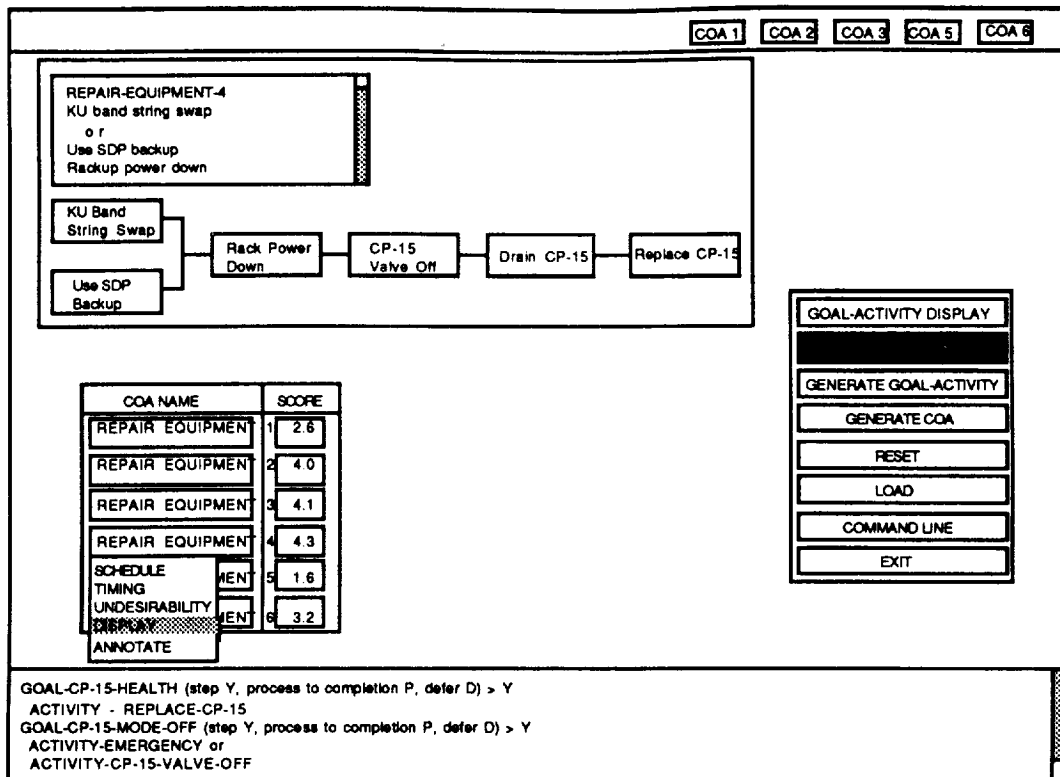 COA 1 COA 2 COA 3 COA 5 COA 6
REPAIR-EQUIPMENT-4
KU band string swap
or
Use SDP backup
Rackup power down
KU Band
String Swap
Use SDP
Backup
Rack Power
Down
CP-15
Valve Off
Drain CP-15
Replace CP-15
GOAL-ACTIVITY DISPLAY
GENERATE GOAL-ACTIVITY
GENERATE COA
RESET
LOAD
COMMAND LINE
EXIT
COA NAME SCORE
REPAIR EQUIPMENT 1 2.6
REPAIR EQUIPMENT 2 4.0
REPAIR EQUIPMENT 3 4.1
REPAIR EQUIPMENT 4 4.3
MENT 5 1.6
MENT 6 3.2
SCHEDULE
TIMING
UNDESIRABILITY
DISPLAY
ANNOTATE
GOAL-CP-15-HEALTH (step Y, process to completion P, defer D) > Y
ACTIVITY - REPLACE-CP-15
GOAL-CP-15-MODE-OFF (step Y, process to completion P, defer D) > Y
ACTIVITY-EMERGENCY or
ACTIVITY-CP-15-VALVE-OFF